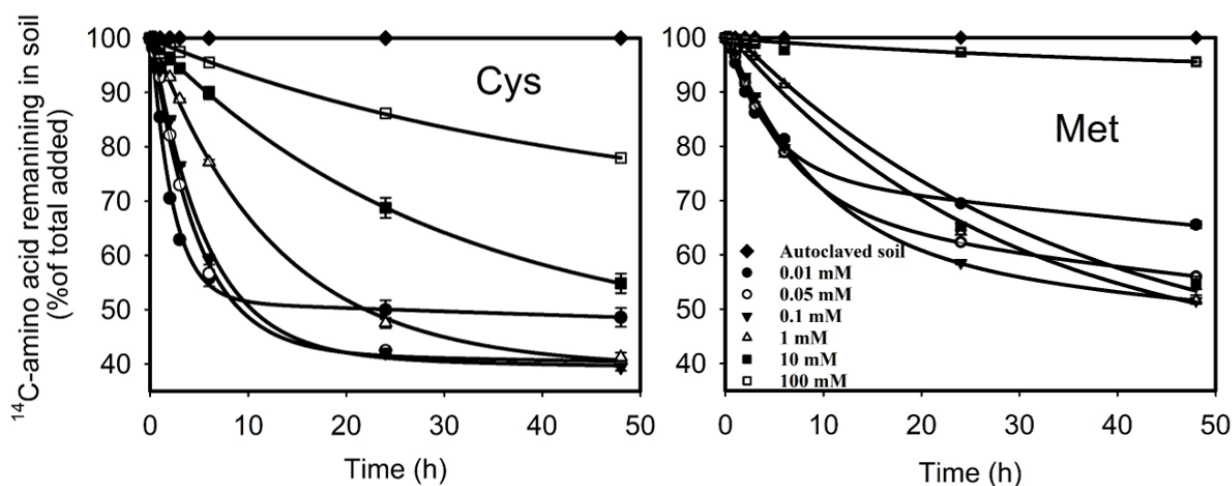 ¹⁴C-amino acid remanining in soil
(%of total added)
100
90
80
70
60
50
40
Cys
0 10 20 30 40 50
Time (h)
100
90
80
70
60
50
40
Met
Autoclaved soil
0.01 mM
0.05 mM
0.1 mM
1 mM
10 mM
100 mM
0 10 20 30 40 50
Time (h)